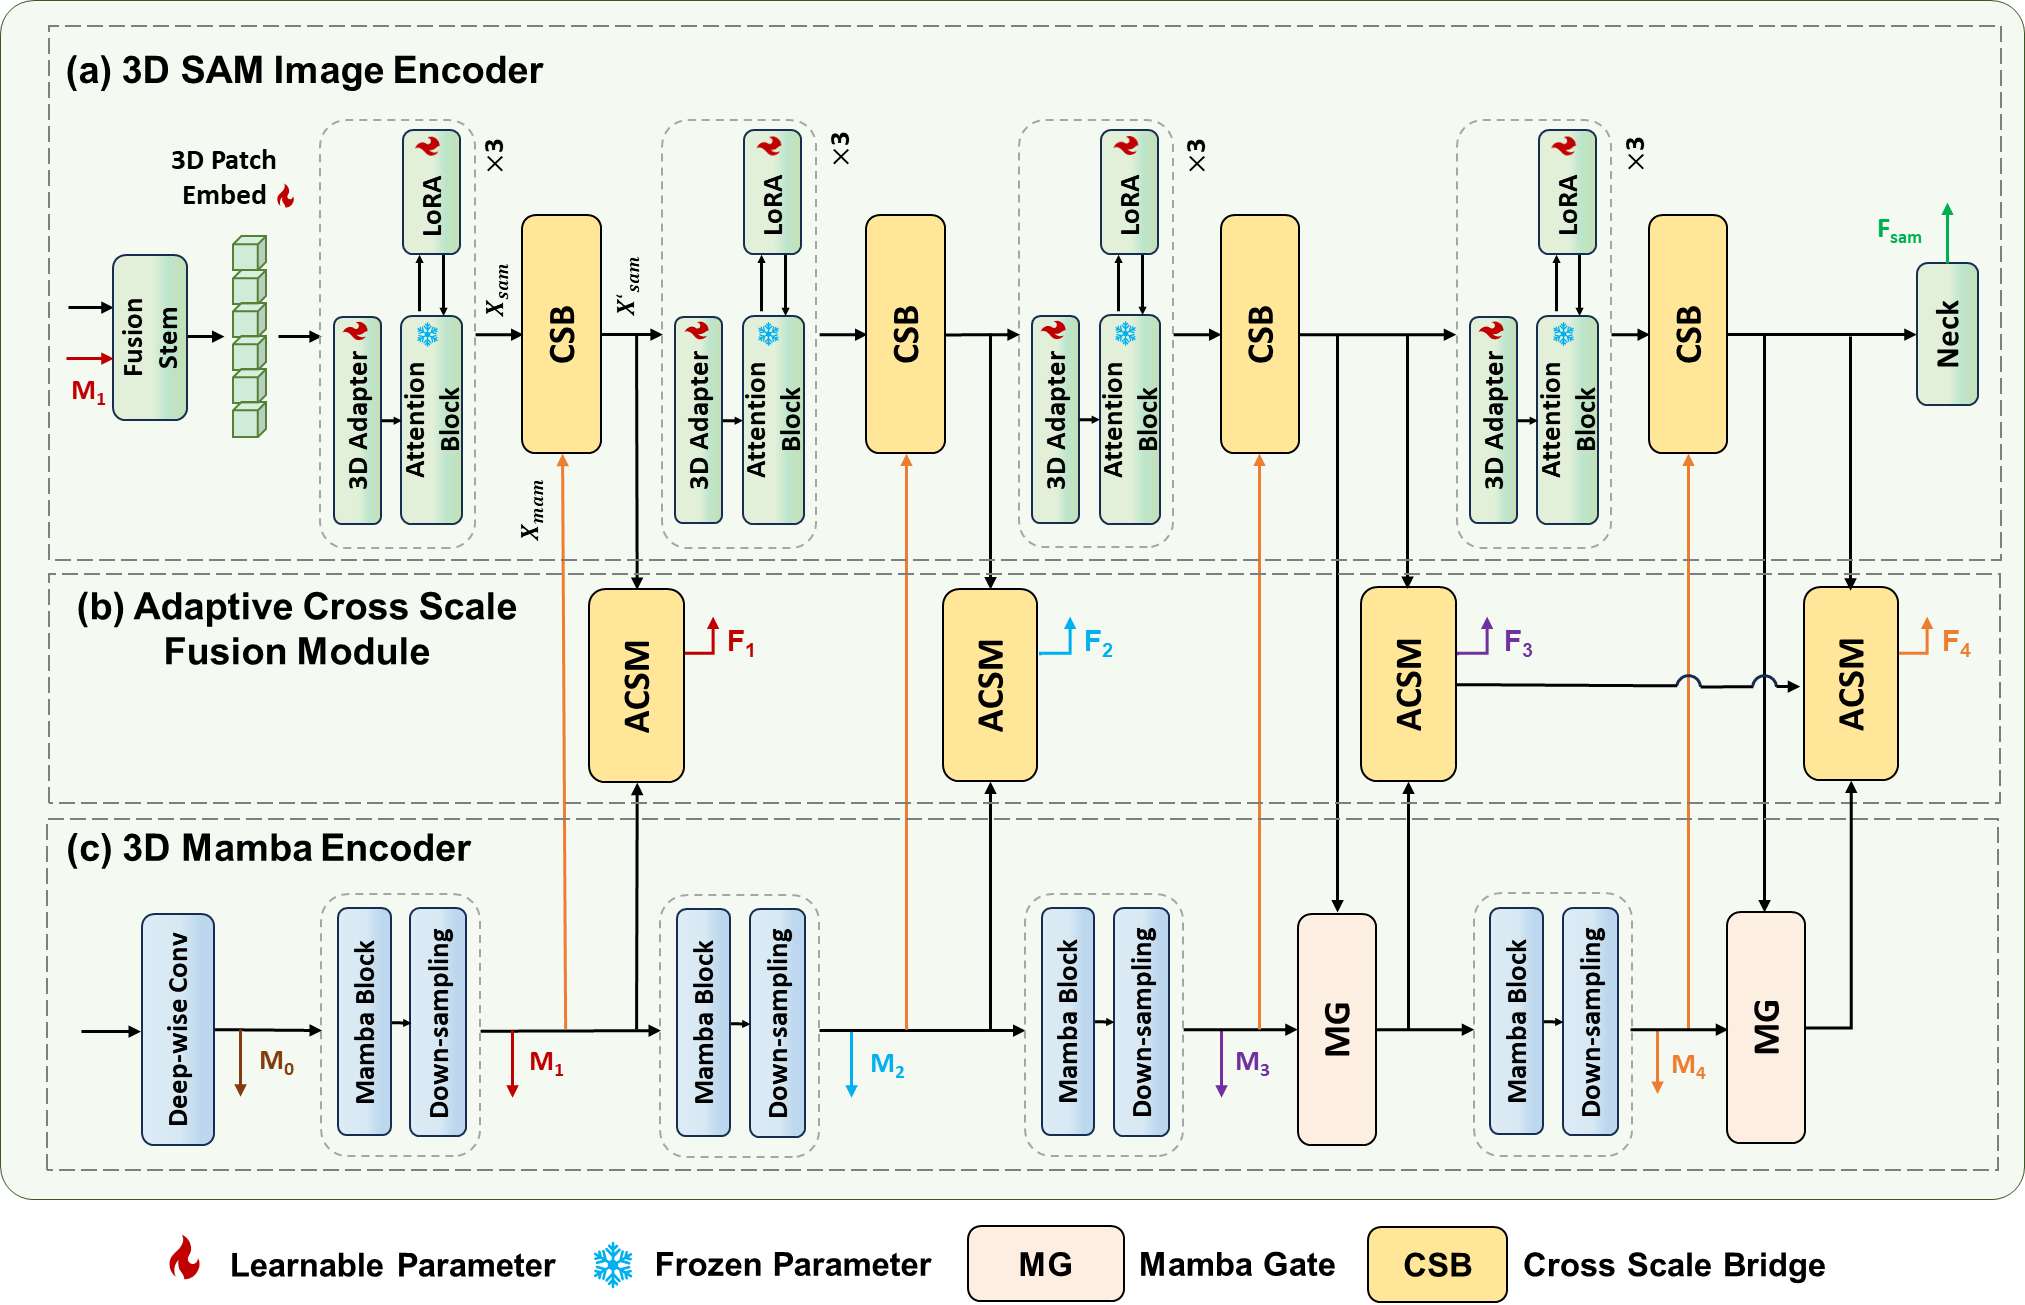 (a) 3D SAM Image Encoder
3D Patch
Embed
M1
Fusion
Stem
3D Adapter
Attention
Block
LoRA
×3
Xsam
CSB
X‘sam
Xmam
3D Adapter
Attention
Block
LoRA
×3
CSB
3D Adapter
Attention
Block
LoRA
×3
CSB
3D Adapter
Attention
Block
LoRA
×3
CSB
Fsam
Neck
(b) Adaptive Cross Scale
Fusion Module
ACSM
F1
ACSM
F2
ACSM
F3
ACSM
F4
(c) 3D Mamba Encoder
Deep-wise Conv
M0
Mamba Block
Down-sampling
M1
Mamba Block
Down-sampling
M2
Mamba Block
Down-sampling
M3
MG
Mamba Block
Down-sampling
M4
MG
Learnable Parameter
Frozen Parameter
MG
Mamba Gate
CSB
Cross Scale Bridge